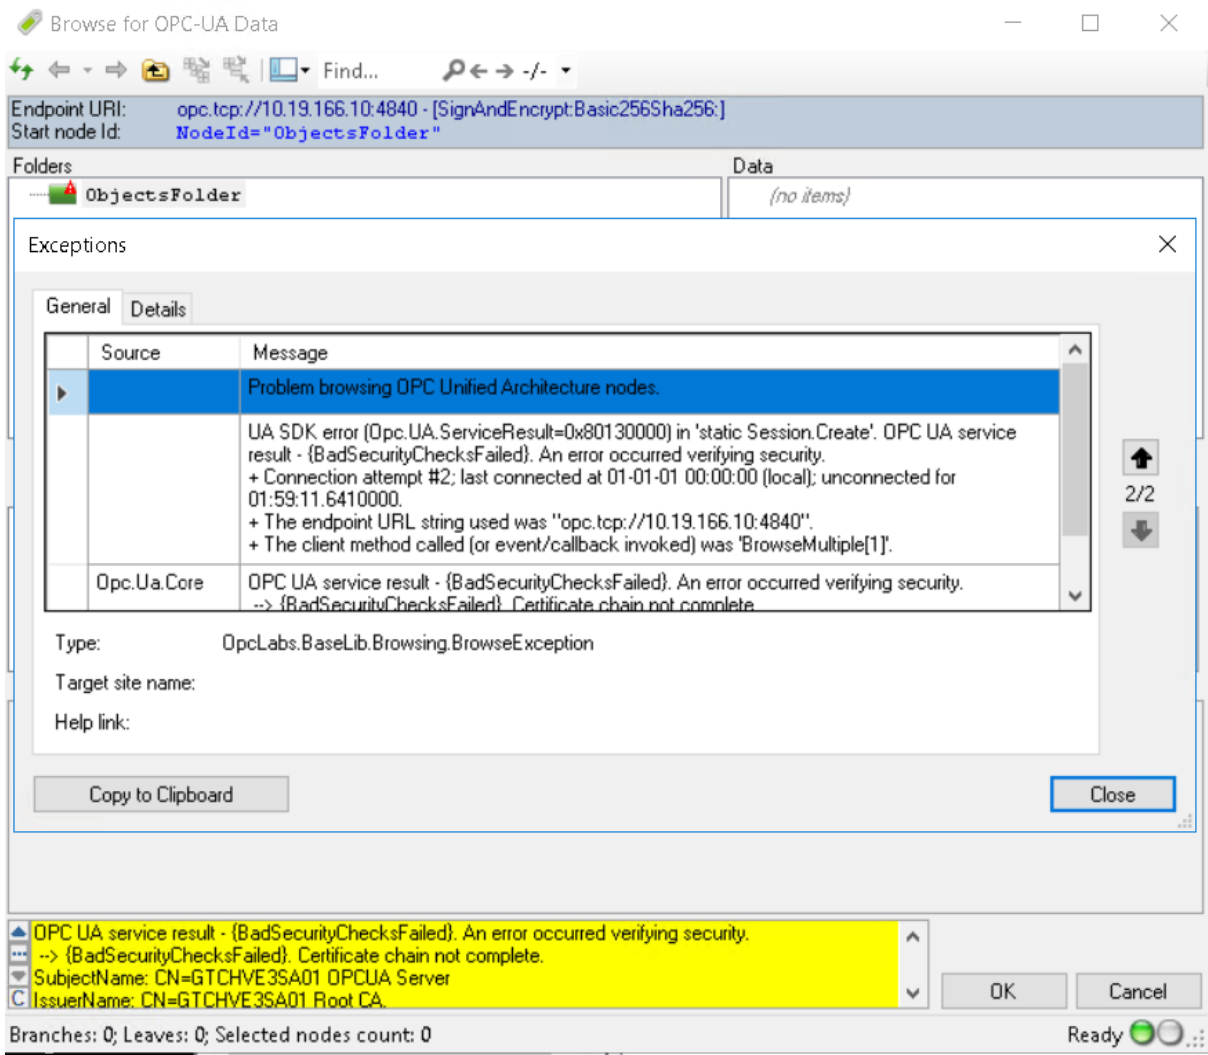 Browse for OPC-UA Data
Find...
-/-
Endpoint URI: opc.tcp://10.19.166.10:4840 - [SignAndEncrypt:Basic256Sha256:]
Start node Id: NodeId="ObjectsFolder"
Folders
Data
ObjectsFolder
(no items)
Exceptions
General
Details
Source
Message
Problem browsing OPC Unified Architecture nodes.
UA SDK error (Opc.UA.ServiceResult=0x80130000) in 'static Session.Create'. OPC UA service
result - {BadSecurityChecksFailed}. An error occurred verifying security.
+ Connection attempt #2; last connected at 01-01-01 00:00:00 (local); unconnected for
01:59:11.6410000.
+ The endpoint URL string used was "opc.tcp://10.19.166.10:4840".
+ The client method called (or event/callback invoked) was 'BrowseMultiple[1]'.
2/2
Opc.Ua.Core
OPC UA service result - {BadSecurityChecksFailed}. An error occurred verifying security.
--> {BadSecurityChecksFailed}. Certificate chain not complete
Type: OpcLabs.BaseLib.Browsing.BrowseException
Target site name:
Help link:
Copy to Clipboard
Close
OPC UA service result - {BadSecurityChecksFailed}. An error occurred verifying security.
--> {BadSecurityChecksFailed}. Certificate chain not complete.
SubjectName: CN=GTCHVE3SA01 OPCUA Server
C
IssuerName: CN=GTCHVE3SA01 Root CA.
OK
Cancel
Branches: 0; Leaves: 0; Selected nodes count: 0
Ready